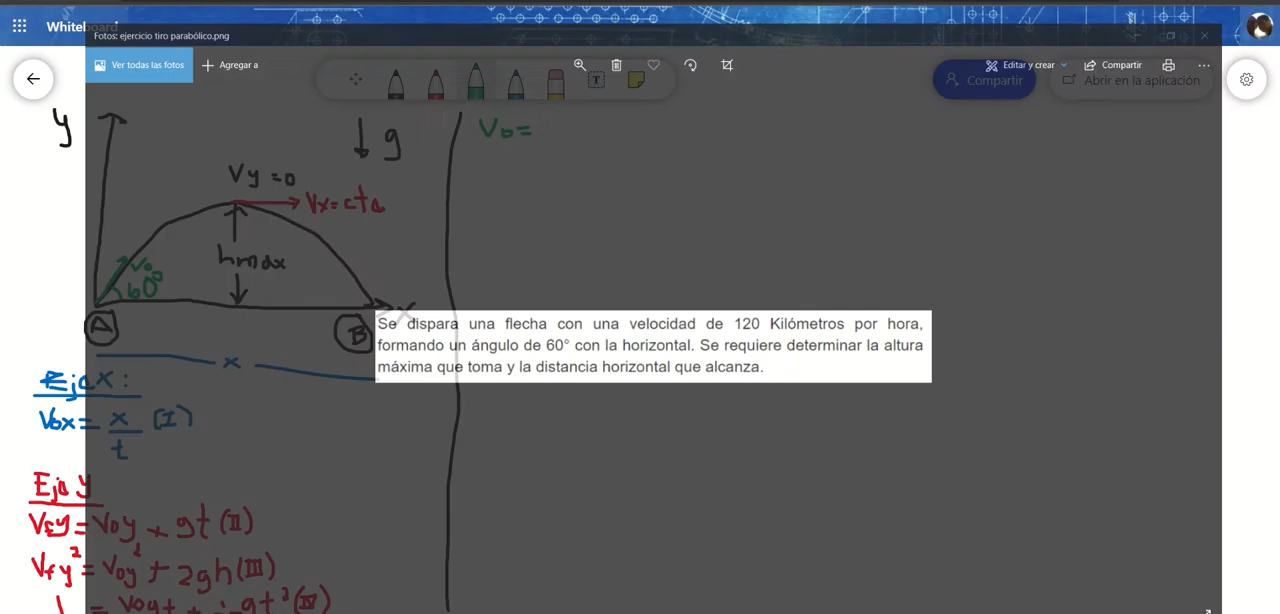 Whiteboard
Fotos: ejercicio tiro parabólico.png
Ver todas las fotos
Agregar a
Editar y crear
Compartir
Compartir
Abrir en la aplicación
y
g
Vy=0
Vx=cta
hmáx
Vo
60°
x
A
B
Vo=
Se dispara una flecha con una velocidad de 120 Kilómetros por hora,
formando un ángulo de 60° con la horizontal. Se requiere determinar la altura
máxima que toma y la distancia horizontal que alcanza.
x
Eje x:
Vox = x/t (I)
Eje y
Vfy = Voy + gt (II)
Vfy² = Voy² + 2gh (III)